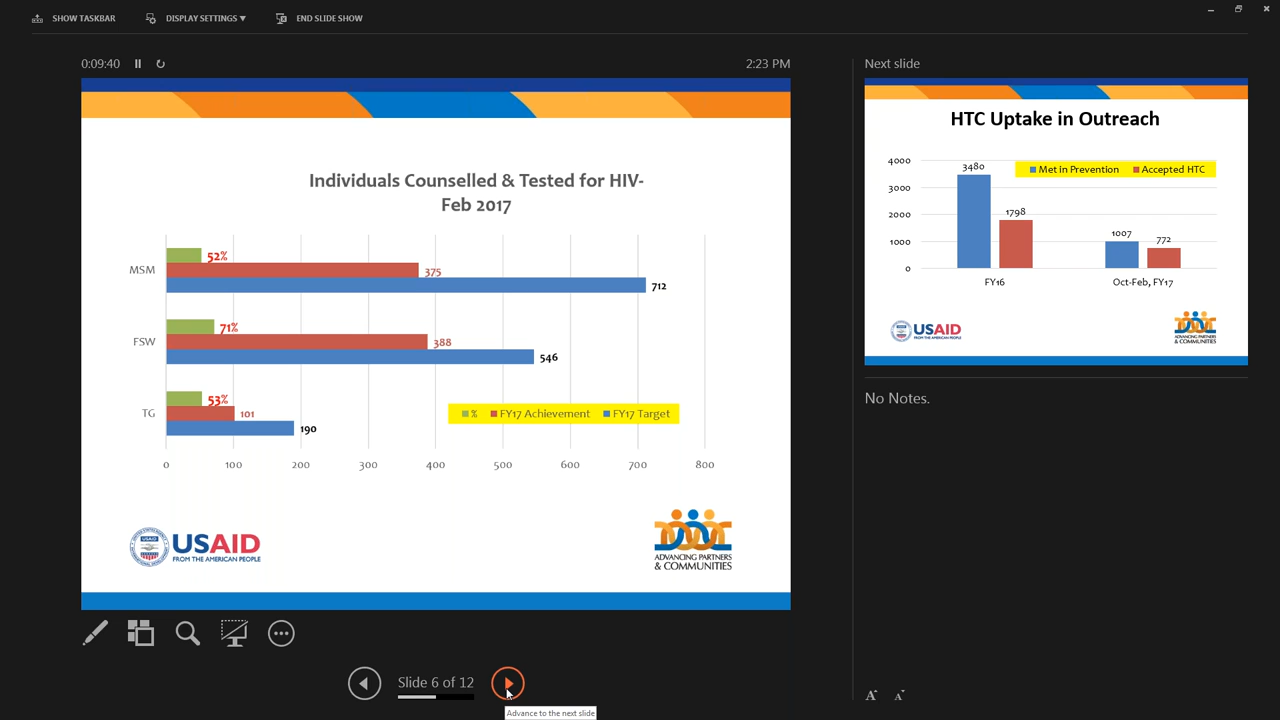 SHOW TASKBAR
DISPLAY SETTINGS ▼
END SLIDE SHOW
0:09:40
2:23 PM
Individuals Counselled & Tested for HIV-
Feb 2017
52%
MSM
375
712
71%
FSW
388
546
53%
TG
101
190
% FY17 Achievement FY17 Target
0 100 200 300 400 500 600 700 800
USAID
FROM THE AMERICAN PEOPLE
ADVANCING PARTNERS
& COMMUNITIES
Slide 6 of 12
Advance to the next slide
Next slide
HTC Uptake in Outreach
4000
3480
Met in Prevention Accepted HTC
3000
1798
2000
1007
772
1000
0
FY16
Oct-Feb, FY17
USAID
FROM THE AMERICAN PEOPLE
ADVANCING PARTNERS
& COMMUNITIES
No Notes.
A A